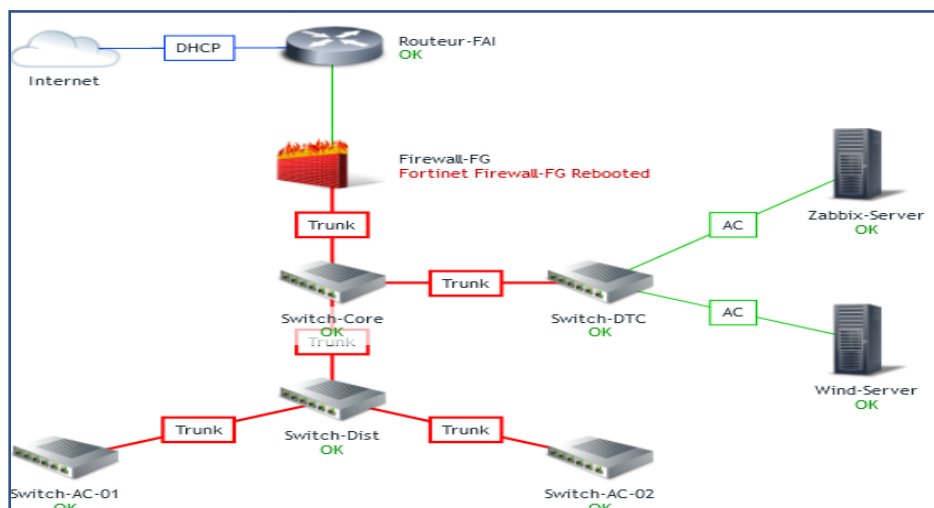 Internet
DHCP
Routeur-FAI
OK
Firewall-FG
Fortinet Firewall-FG Rebooted
Trunk
Switch-Core
OK
Trunk
Switch-DTC
OK
AC
Zabbix-Server
OK
AC
Wind-Server
OK
Trunk
Switch-Dist
OK
Trunk
Switch-AC-01
OK
Trunk
Switch-AC-02
OK